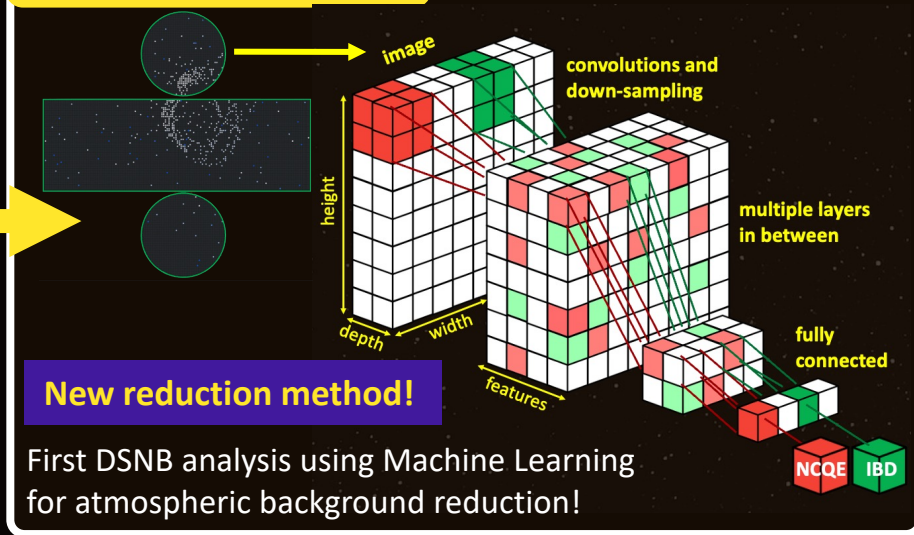 image
convolutions and
down-sampling
height
multiple layers
in between
depth
width
features
fully
connected
NCQE
IBD
New reduction method!
First DSNB analysis using Machine Learning
for atmospheric background reduction!